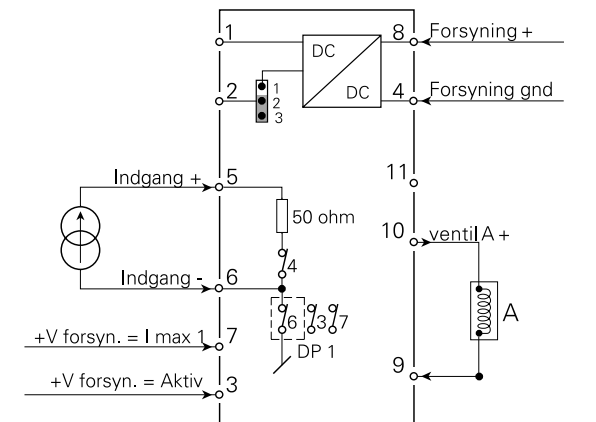 1
8
Forsyning +
DC
DC
2
1
2
3
4
Forsyning gnd
Indgang +
5
11
50 ohm
10
ventil A +
4
Indgang -
6
A
6
3
7
+V forsyn. = I max 1
7
DP 1
9
+V forsyn. = Aktiv
3